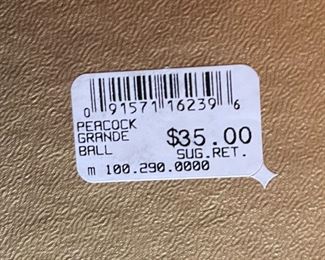 0 91571 16239 6
PEACOCK
GRANDE
BALL
$35.00
SUG.RET.
m 100.290.0000